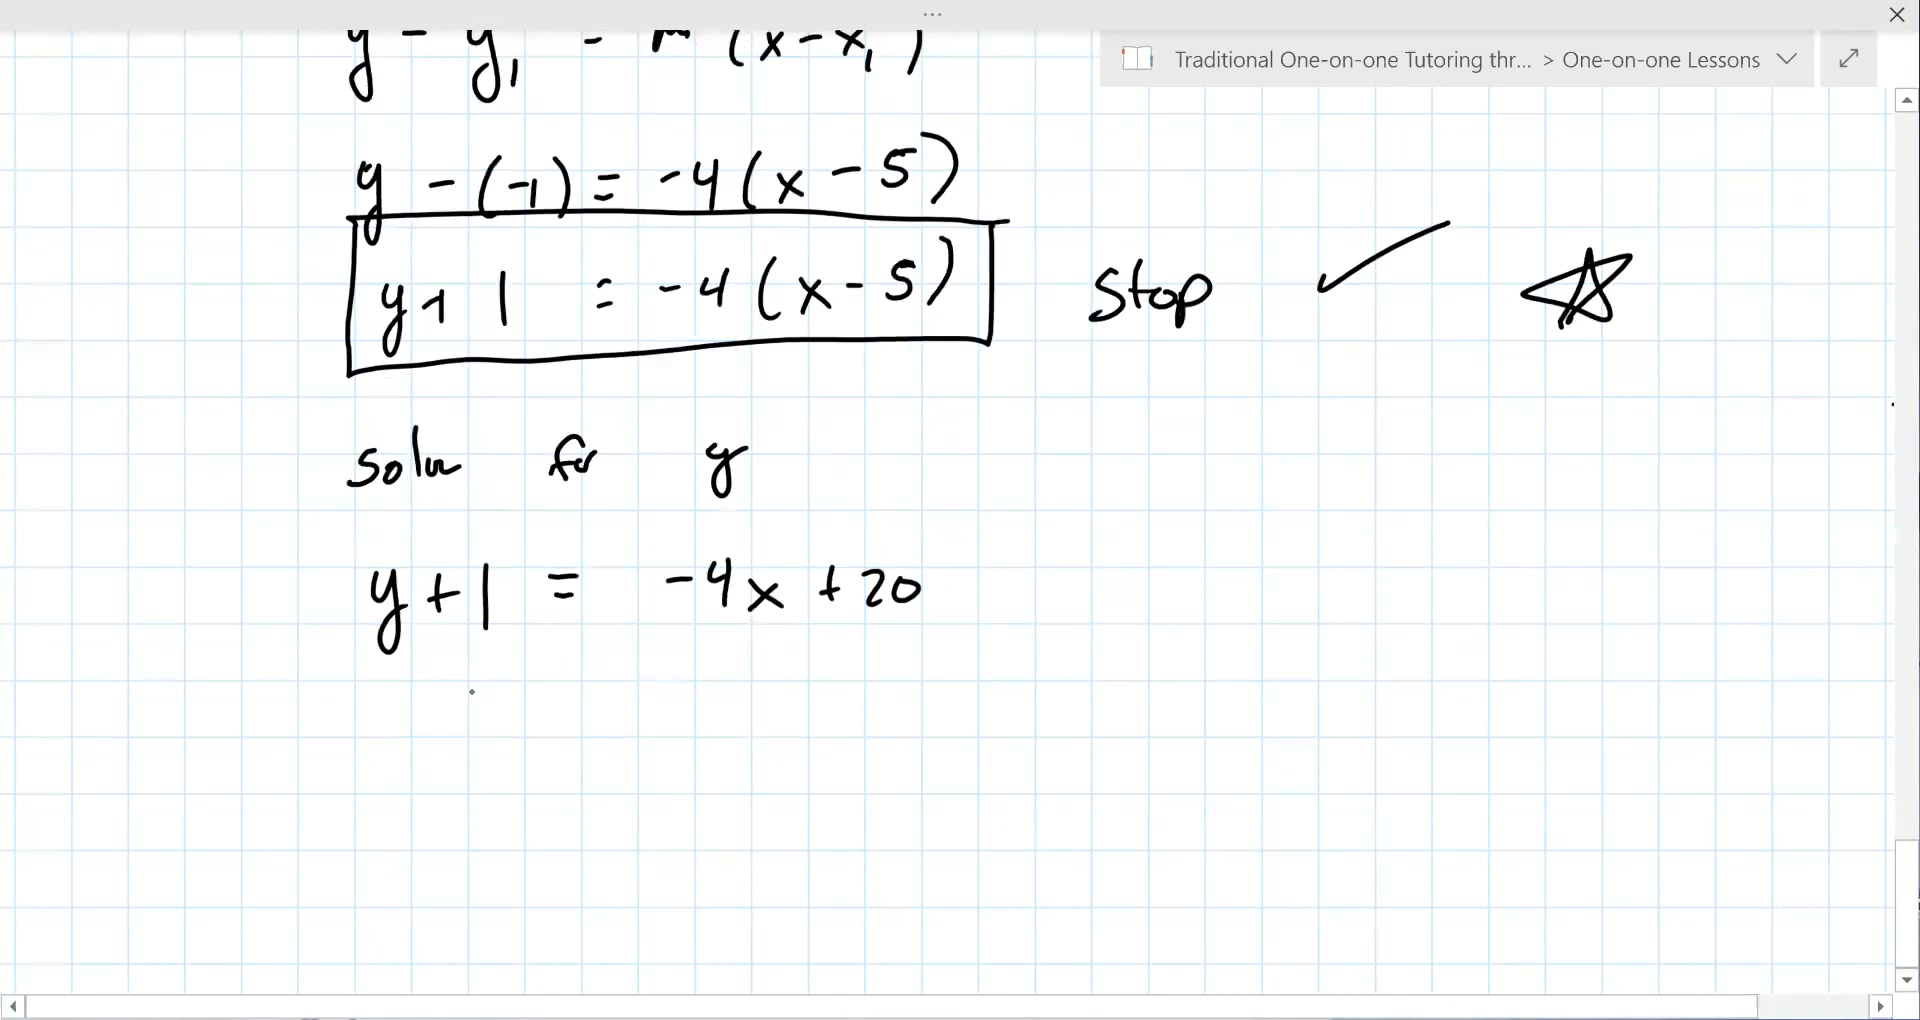 ...
Traditional One-on-one Tutoring thr... > One-on-one Lessons
y - y₁ = m (x-x₁)
y -(-1) = -4(x-5)
y+1 = -4(x-5) stop ✓ ☆
solve for y
y+1 = -4x +20